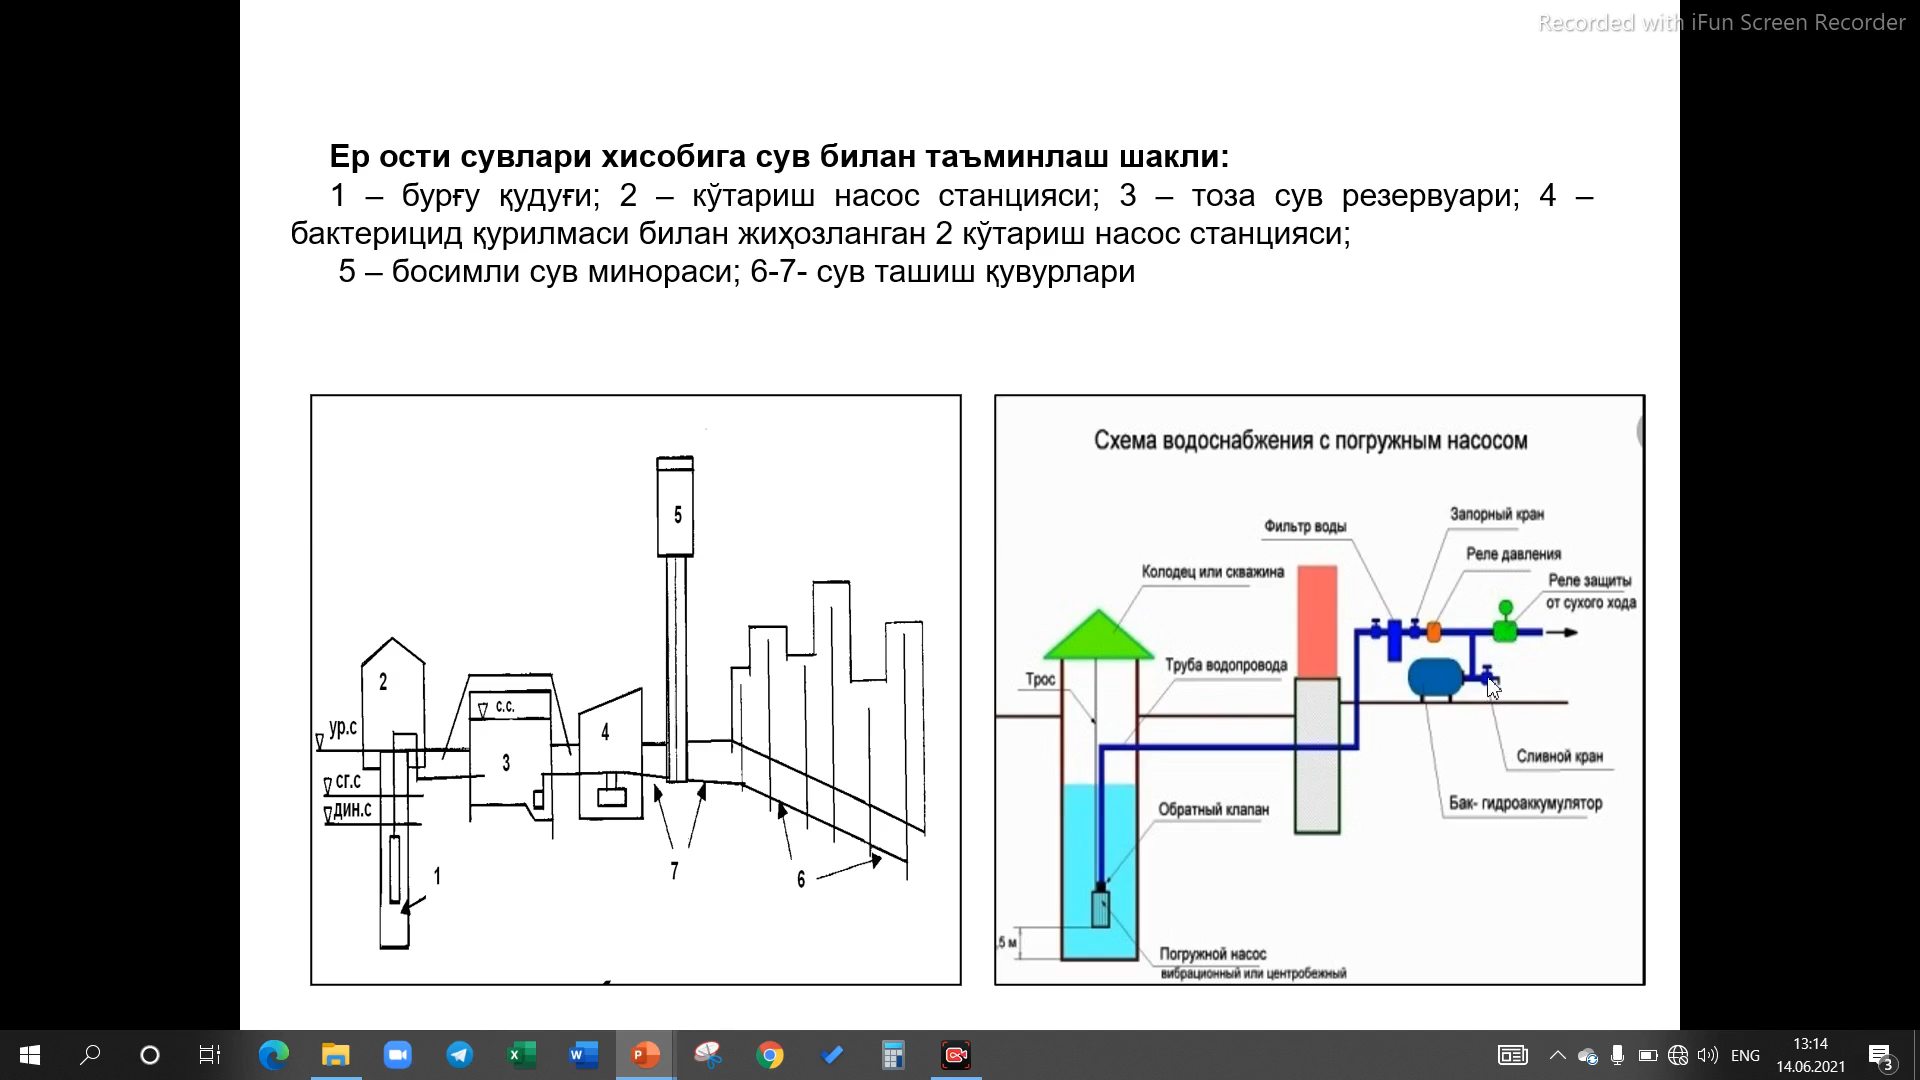 Recorded with iFun Screen Recorder
Ер ости сувлари хисобига сув билан таъминлаш шакли:
1 – бурғу қудуғи; 2 – кўтариш насос станцияси; 3 – тоза сув резервуари; 4 –
бактерицид қурилмаси билан жиҳозланган 2 кўтариш насос станцияси;
5 – босимли сув минораси; 6-7- сув ташиш қувурлари
5
2
с.с.
ур.с
4
3
сг.с
дин.с
7
1
6
Схема водоснабжения с погружным насосом
Запорный кран
Фильтр воды
Реле давления
Колодец или скважина
Реле защиты
от сухого хода
Труба водопровода
Трос
Сливной кран
Обратный клапан
Бак- гидроаккумулятор
,5 м
Погружной насос
вибрационный или центробежный
ENG
13:14
14.06.2021
3